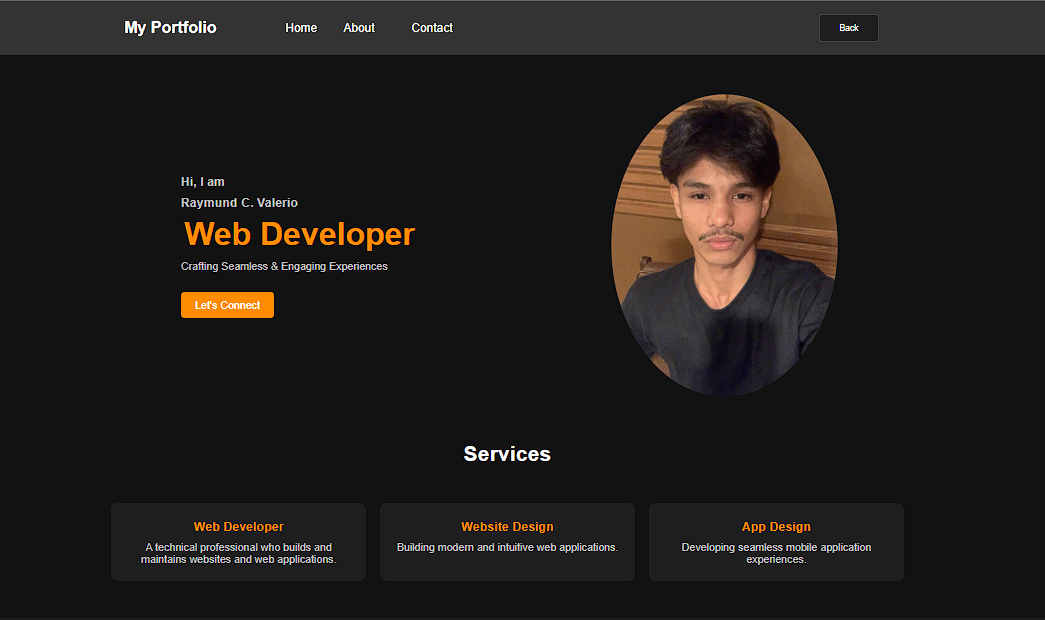 My Portfolio Home About Contact Back
Hi, I am
Raymund C. Valerio
Web Developer
Crafting Seamless & Engaging Experiences
Let's Connect
Services
Web Developer
A technical professional who builds and
maintains websites and web applications.
Website Design
Building modern and intuitive web applications.
App Design
Developing seamless mobile application
experiences.